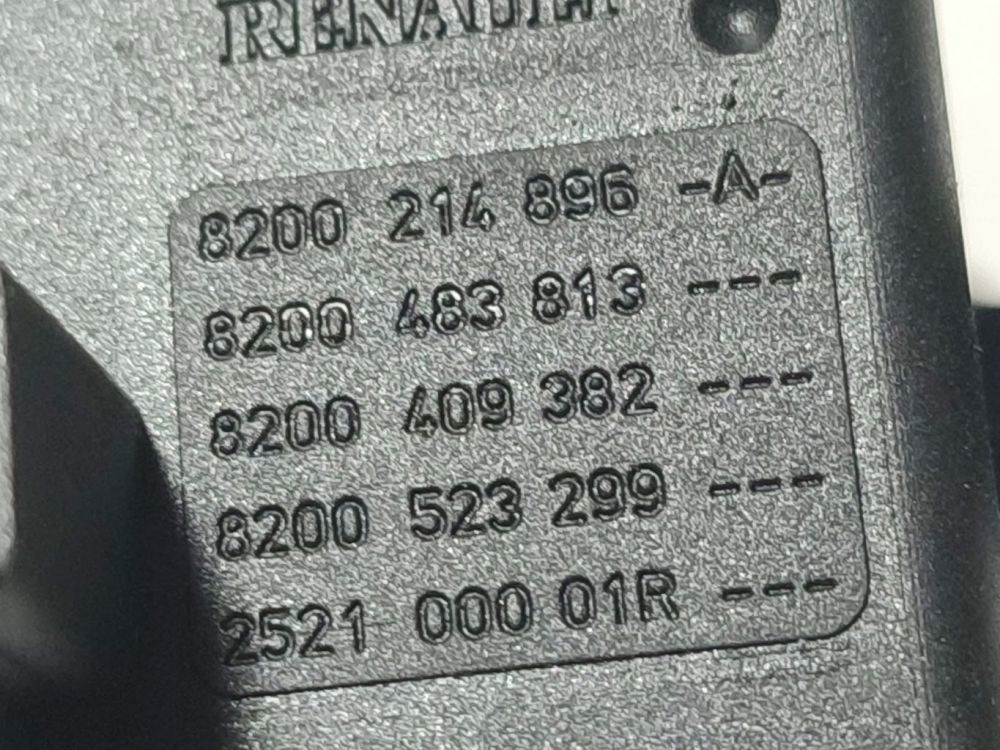 RENAULT
8200 214 896 -A-
8200 483 813 ---
8200 409 382 ---
8200 523 299 ---
2521 000 01R ---